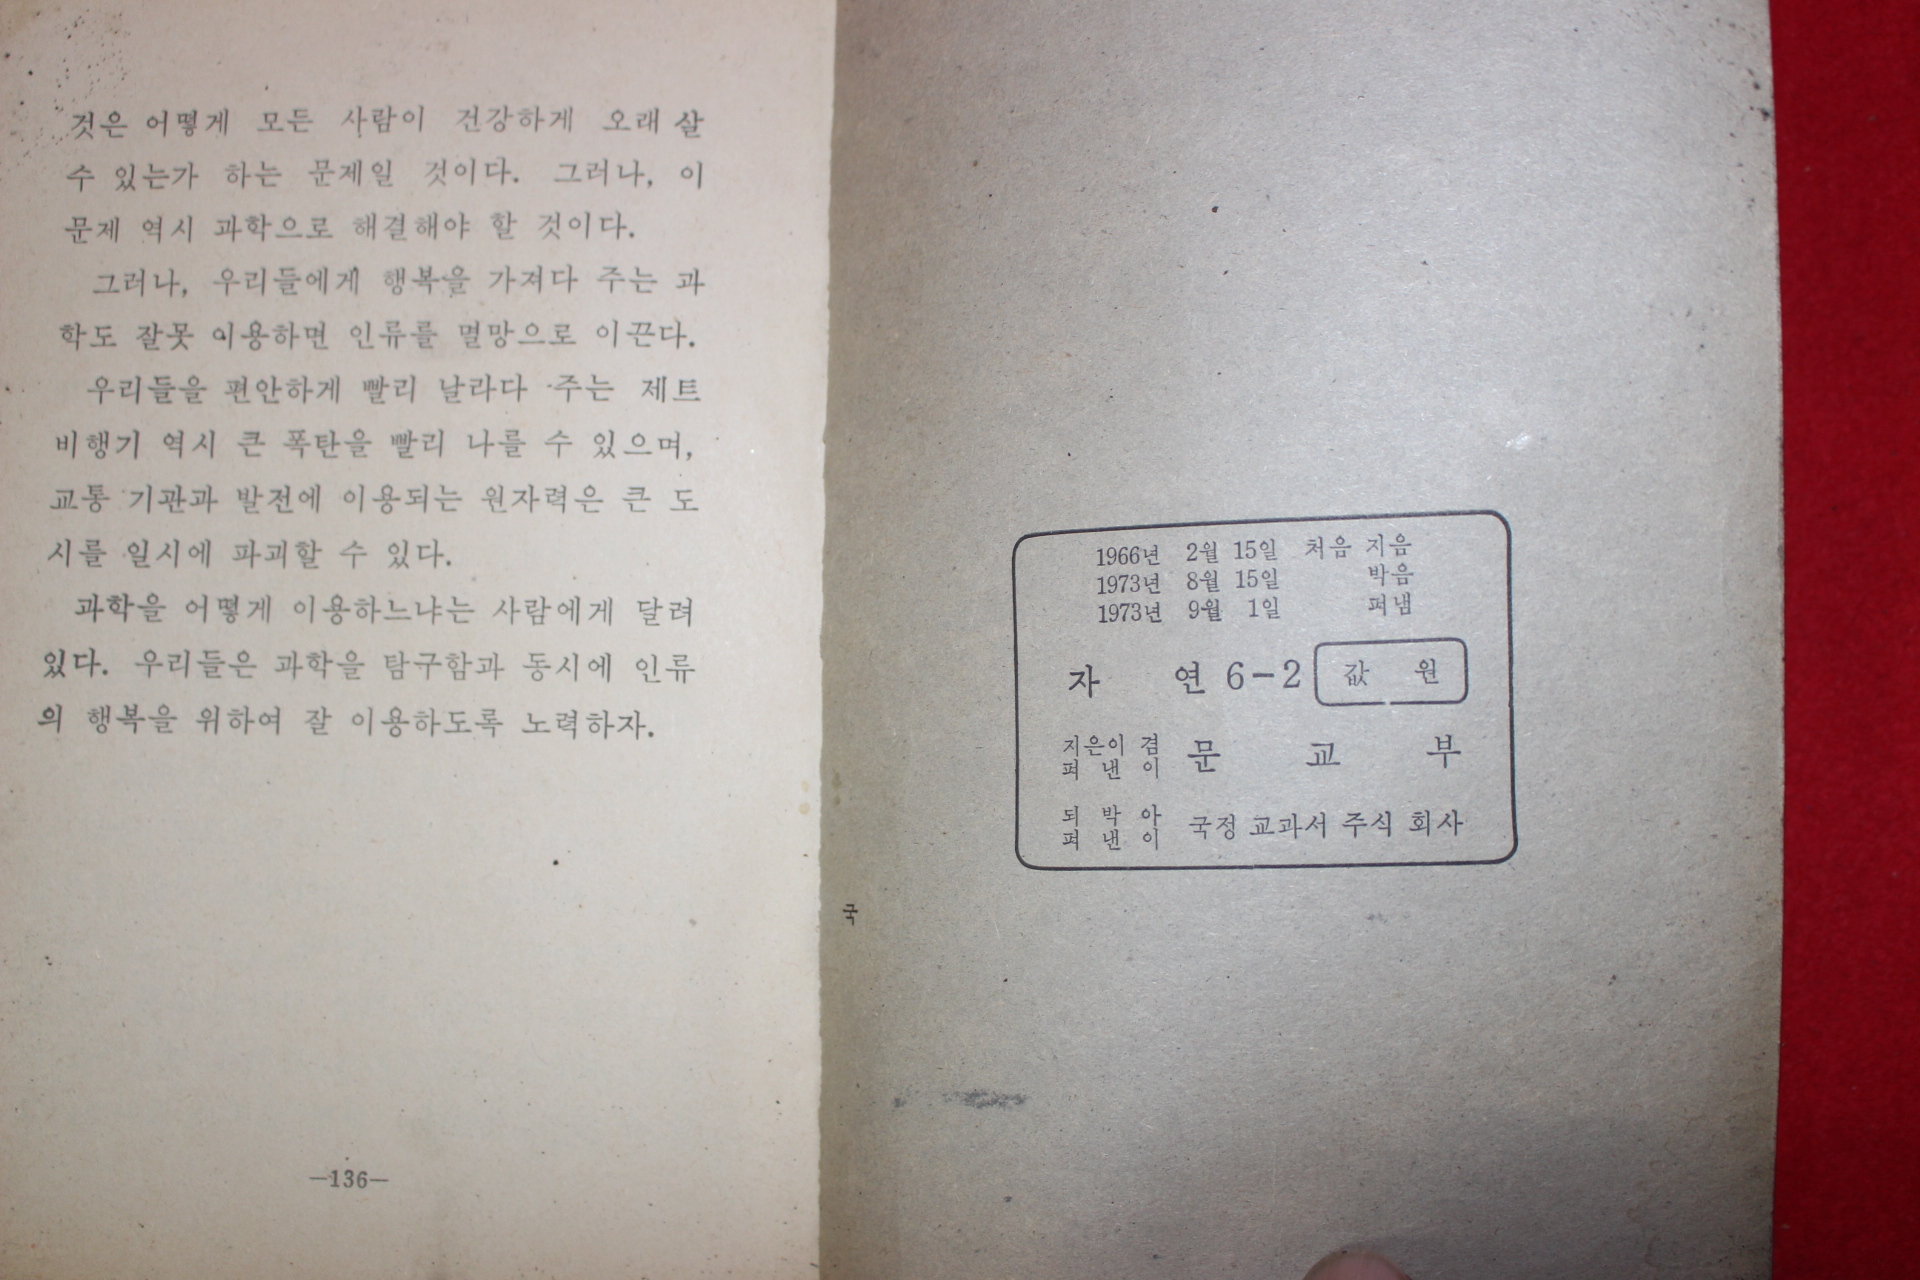 것은 어떻게 모든 사람이 건강하게 오래 살
수 있는가 하는 문제일 것이다. 그러나, 이
문제 역시 과학으로 해결해야 할 것이다.
그러나, 우리들에게 행복을 가져다 주는 과
학도 잘못 이용하면 인류를 멸망으로 이끈다.
우리들을 편안하게 빨리 날라다 주는 제트
비행기 역시 큰 폭탄을 빨리 나를 수 있으며,
교통 기관과 발전에 이용되는 원자력은 큰 도
시를 일시에 파괴할 수 있다.
과학을 어떻게 이용하느냐는 사람에게 달려
있다. 우리들은 과학을 탐구함과 동시에 인류
의 행복을 위하여 잘 이용하도록 노력하자.
—136—
국
1966년 2월 15일 처음 지음
1973년 8월 15일 박음
1973년 9월 1일 펴냄
자 연 6-2 값 원
지은이 겸
펴 낸 이
문 교 부
되 박 아
펴 낸 이
국정 교과서 주식 회사